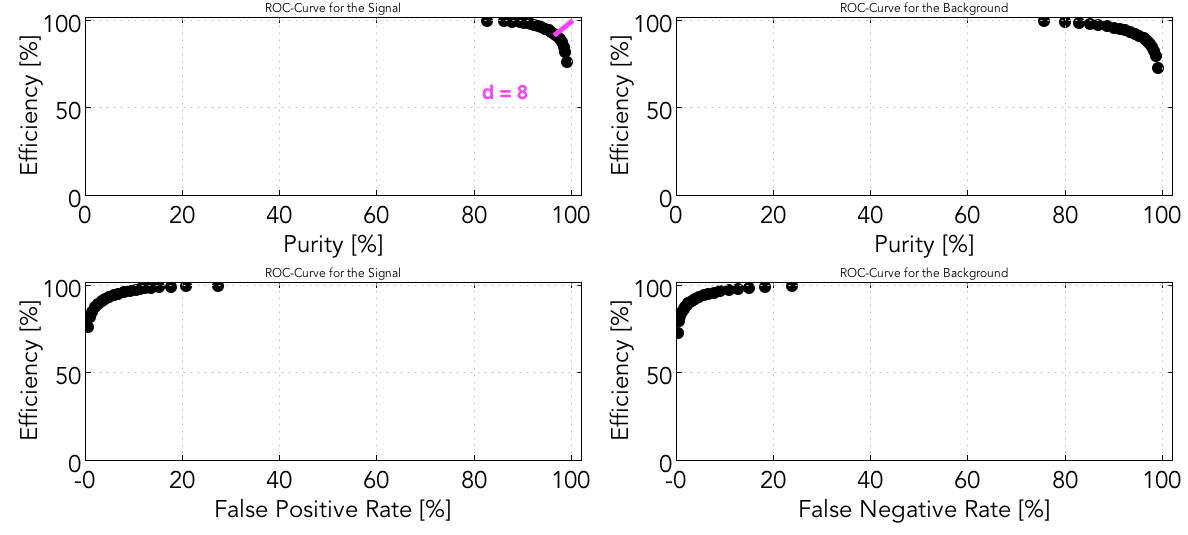 ROC-Curve for the Signal
Efficiency [%]
100
50
0
d = 8
0 20 40 60 80 100
Purity [%]
ROC-Curve for the Background
Efficiency [%]
100
50
0
0 20 40 60 80 100
Purity [%]
ROC-Curve for the Signal
Efficiency [%]
100
50
0
-0 20 40 60 80 100
False Positive Rate [%]
ROC-Curve for the Background
Efficiency [%]
100
50
0
-0 20 40 60 80 100
False Negative Rate [%]